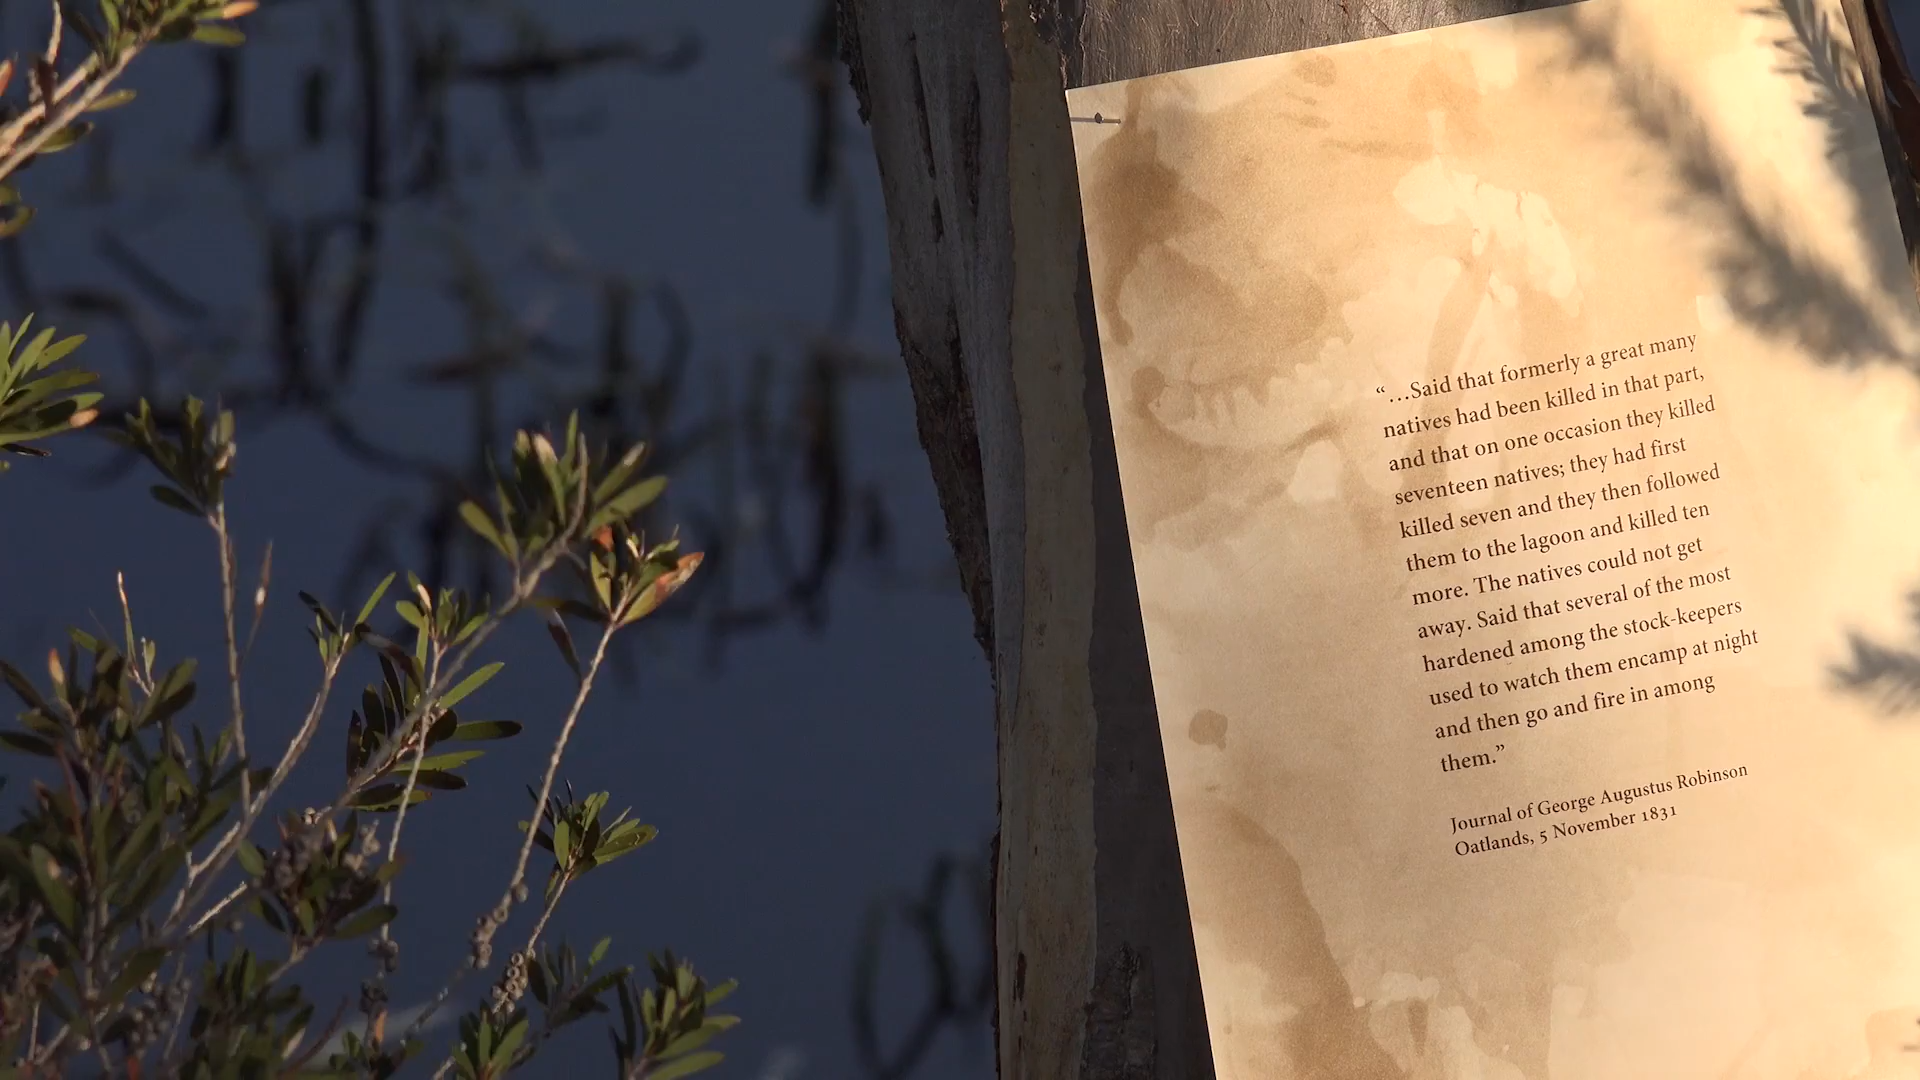 “…Said that formerly a great many
natives had been killed in that part,
and that on one occasion they killed
seventeen natives; they had first
killed seven and they then followed
them to the lagoon and killed ten
more. The natives could not get
away. Said that several of the most
hardened among the stock-keepers
used to watch them encamp at night
and then go and fire in among
them.”
Journal of George Augustus Robinson
Oatlands, 5 November 1831